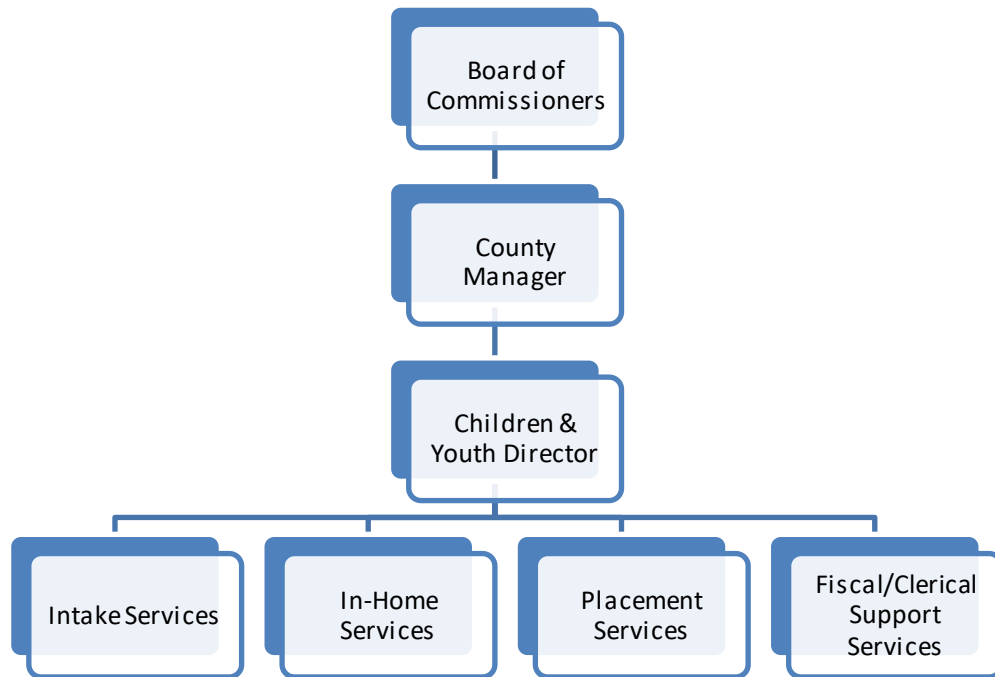 Board of
Commissioners
County
Manager
Children &
Youth Director
Intake Services
In-Home
Services
Placement
Services
Fiscal/Clerical
Support
Services